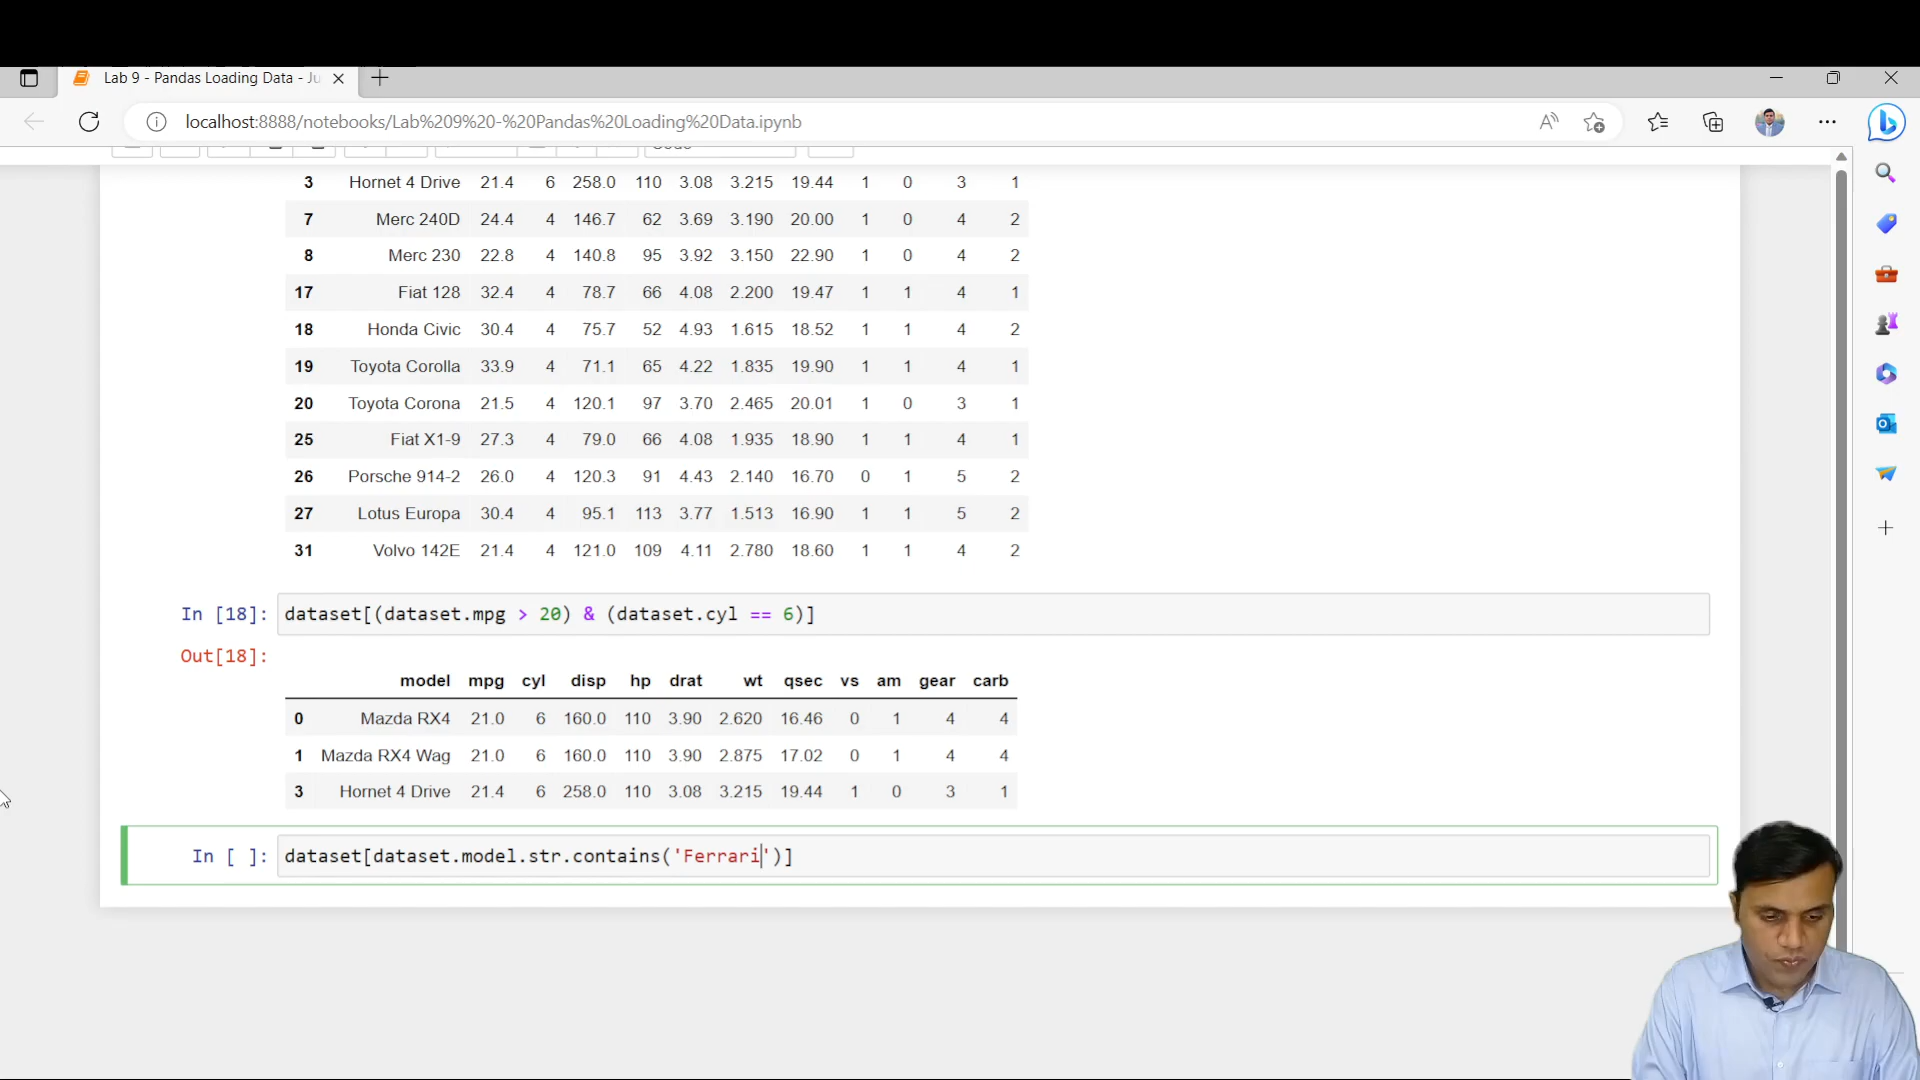 Lab 9 - Pandas Loading Data - Ju
localhost:8888/notebooks/Lab%209%20-%20Pandas%20Loading%20Data.ipynb
3 Hornet 4 Drive 21.4 6 258.0 110 3.08 3.215 19.44 1 0 3 1
7 Merc 240D 24.4 4 146.7 62 3.69 3.190 20.00 1 0 4 2
8 Merc 230 22.8 4 140.8 95 3.92 3.150 22.90 1 0 4 2
17 Fiat 128 32.4 4 78.7 66 4.08 2.200 19.47 1 1 4 1
18 Honda Civic 30.4 4 75.7 52 4.93 1.615 18.52 1 1 4 2
19 Toyota Corolla 33.9 4 71.1 65 4.22 1.835 19.90 1 1 4 1
20 Toyota Corona 21.5 4 120.1 97 3.70 2.465 20.01 1 0 3 1
25 Fiat X1-9 27.3 4 79.0 66 4.08 1.935 18.90 1 1 4 1
26 Porsche 914-2 26.0 4 120.3 91 4.43 2.140 16.70 0 1 5 2
27 Lotus Europa 30.4 4 95.1 113 3.77 1.513 16.90 1 1 5 2
31 Volvo 142E 21.4 4 121.0 109 4.11 2.780 18.60 1 1 4 2
In [18]: dataset[(dataset.mpg > 20) & (dataset.cyl == 6)]
Out[18]:
model mpg cyl disp hp drat wt qsec vs am gear carb
0 Mazda RX4 21.0 6 160.0 110 3.90 2.620 16.46 0 1 4 4
1 Mazda RX4 Wag 21.0 6 160.0 110 3.90 2.875 17.02 0 1 4 4
3 Hornet 4 Drive 21.4 6 258.0 110 3.08 3.215 19.44 1 0 3 1
In [ ]: dataset[dataset.model.str.contains('Ferrari')]